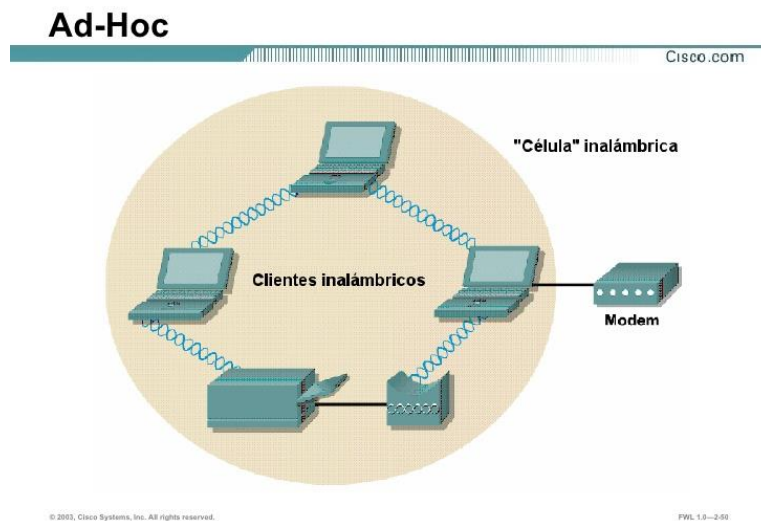 Ad-Hoc
Cisco.com
"Célula" inalámbrica
Clientes inalámbricos
Modem
© 2003, Cisco Systems, Inc. All rights reserved.
FWL 1.0—2-50